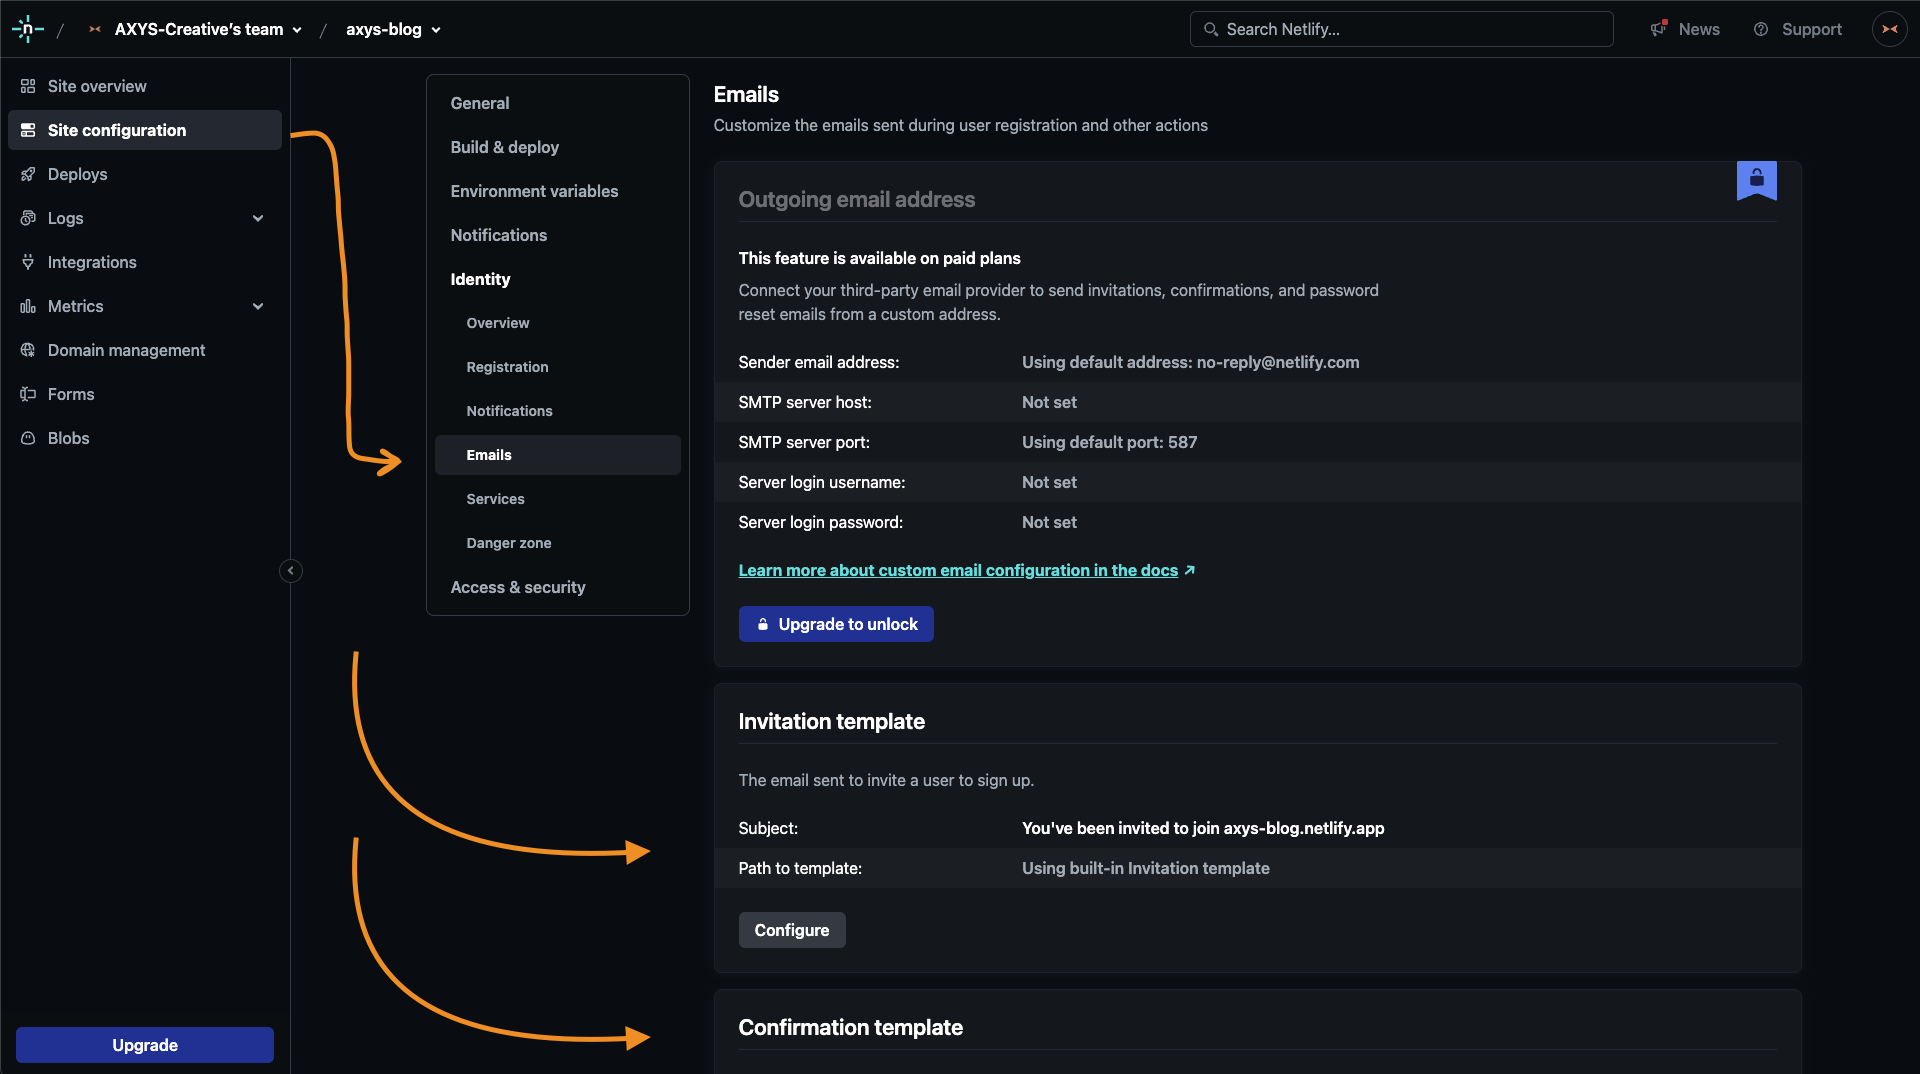 n / AXYS-Creative's team / axys-blog
Search Netlify...
News
Support
Site overview
Site configuration
Deploys
Logs
Integrations
Metrics
Domain management
Forms
Blobs
Upgrade
General
Build & deploy
Environment variables
Notifications
Identity
Overview
Registration
Notifications
Emails
Services
Danger zone
Access & security
Emails
Customize the emails sent during user registration and other actions
Outgoing email address
This feature is available on paid plans
Connect your third-party email provider to send invitations, confirmations, and password
reset emails from a custom address.
Sender email address: Using default address: no-reply@netlify.com
SMTP server host: Not set
SMTP server port: Using default port: 587
Server login username: Not set
Server login password: Not set
Learn more about custom email configuration in the docs
Upgrade to unlock
Invitation template
The email sent to invite a user to sign up.
Subject: You've been invited to join axys-blog.netlify.app
Path to template: Using built-in Invitation template
Configure
Confirmation template